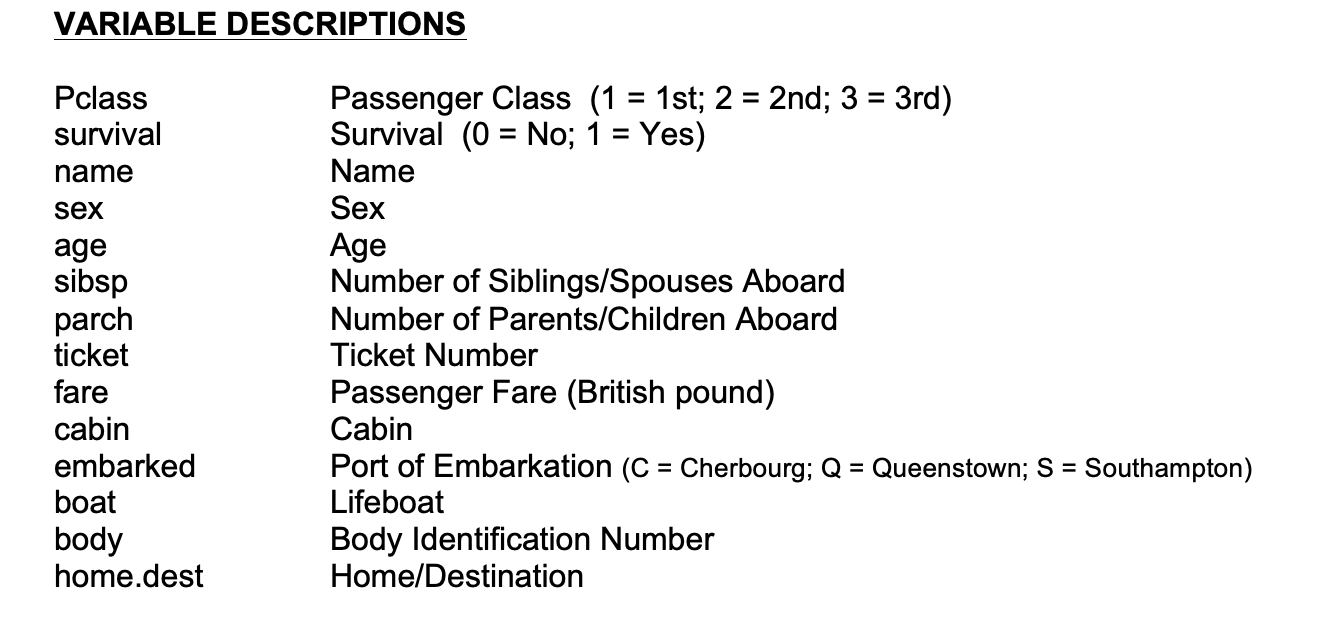 VARIABLE DESCRIPTIONS
Pclass Passenger Class (1 = 1st; 2 = 2nd; 3 = 3rd)
survival Survival (0 = No; 1 = Yes)
name Name
sex Sex
age Age
sibsp Number of Siblings/Spouses Aboard
parch Number of Parents/Children Aboard
ticket Ticket Number
fare Passenger Fare (British pound)
cabin Cabin
embarked Port of Embarkation (C = Cherbourg; Q = Queenstown; S = Southampton)
boat Lifeboat
body Body Identification Number
home.dest Home/Destination